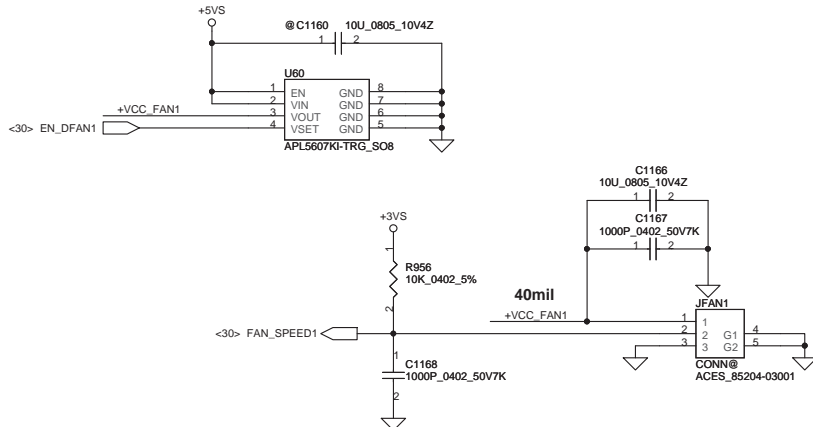 +5VS
@C1160 10U_0805_10V4Z
1 2
U60
1 EN GND 8
2 VIN GND 7
+VCC_FAN1 3 VOUT GND 6
<30> EN_DFAN1 4 VSET GND 5
APL5607KI-TRG_SO8
C1166
10U_0805_10V4Z
1 2
C1167
1000P_0402_50V7K
1 2
+3VS
1
R956
10K_0402_5%
2
40mil
+VCC_FAN1
JFAN1
1 1
<30> FAN_SPEED1 2 2 G1 4
3 3 G2 5
CONN@
ACES_85204-03001
1
C1168
1000P_0402_50V7K
2